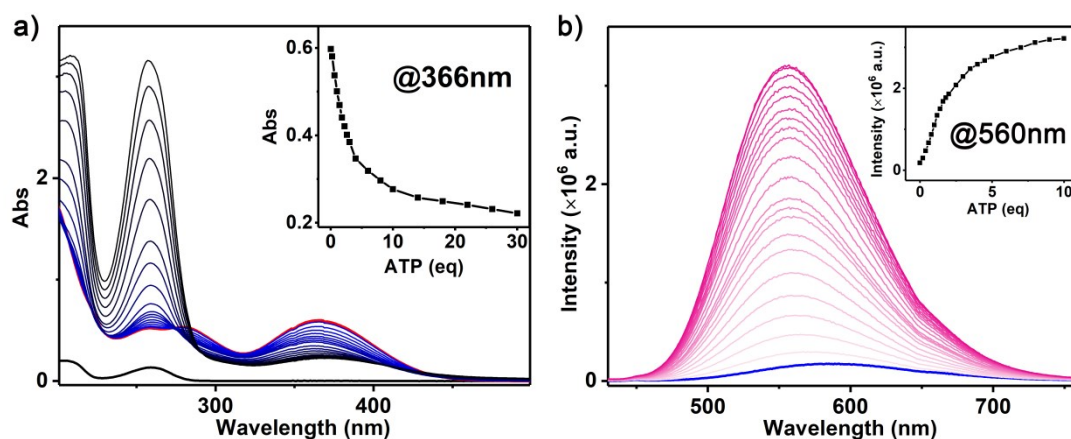 a)
0.6
@366nm
Abs
0.4
0.2
0 10 20 30
ATP (eq)
2
Abs
0
300 400
Wavelength (nm)
b)
Intensity (×10⁶ a.u.)
2
0
@560nm
0 5 10
ATP (eq)
2
Intensity (×10⁶ a.u.)
0
500 600 700
Wavelength (nm)